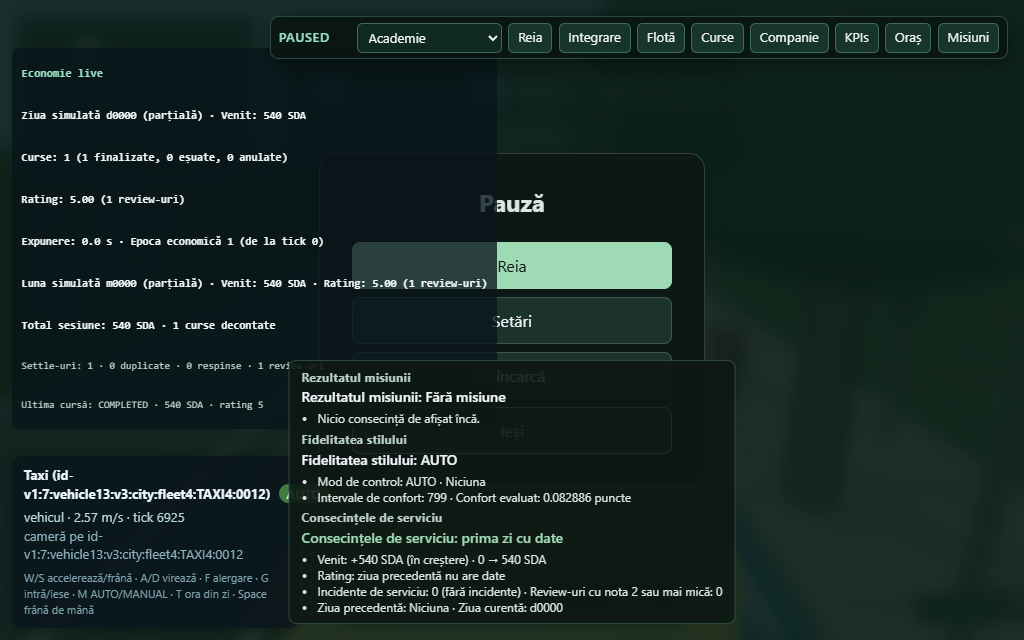 PAUSED
Academie
Reia
Integrare
Flotă
Curse
Companie
KPIs
Oraș
Misiuni
Economie live
Ziua simulată d0000 (parțială) · Venit: 540 SDA
Curse: 1 (1 finalizate, 0 eșuate, 0 anulate)
Rating: 5.00 (1 review-uri)
Expunere: 0.0 s · Epoca economică 1 (de la tick 0)
Luna simulată m0000 (parțială) · Venit: 540 SDA · Rating: 5.00 (1 review-uri)
Total sesiune: 540 SDA · 1 curse decontate
Settle-uri: 1 · 0 duplicate · 0 respinse · 1 review-uri
Ultima cursă: COMPLETED · 540 SDA · rating 5
Pauză
Reia
Setări
Reîncarcă
Ieși
Rezultatul misiunii
Rezultatul misiunii: Fără misiune
• Nicio consecință de afișat încă.
Fidelitatea stilului
Fidelitatea stilului: AUTO
• Mod de control: AUTO · Niciuna
• Intervale de confort: 799 · Confort evaluat: 0.082886 puncte
Consecințele de serviciu
Consecințele de serviciu: prima zi cu date
• Venit: +540 SDA (în creștere) · 0 → 540 SDA
• Rating: ziua precedentă nu are date
• Incidente de serviciu: 0 (fără incidente) · Review-uri cu nota 2 sau mai mică: 0
• Ziua precedentă: Niciuna · Ziua curentă: d0000
Taxi (id-
v1:7:vehicle13:v3:city:fleet4:TAXI4:0012)
vehicul · 2.57 m/s · tick 6925
cameră pe id-
v1:7:vehicle13:v3:city:fleet4:TAXI4:0012
W/S accelerează/frână · A/D virează · F alergare · G
intră/iese · M AUTO/MANUAL · T ora din zi · Space
frână de mână